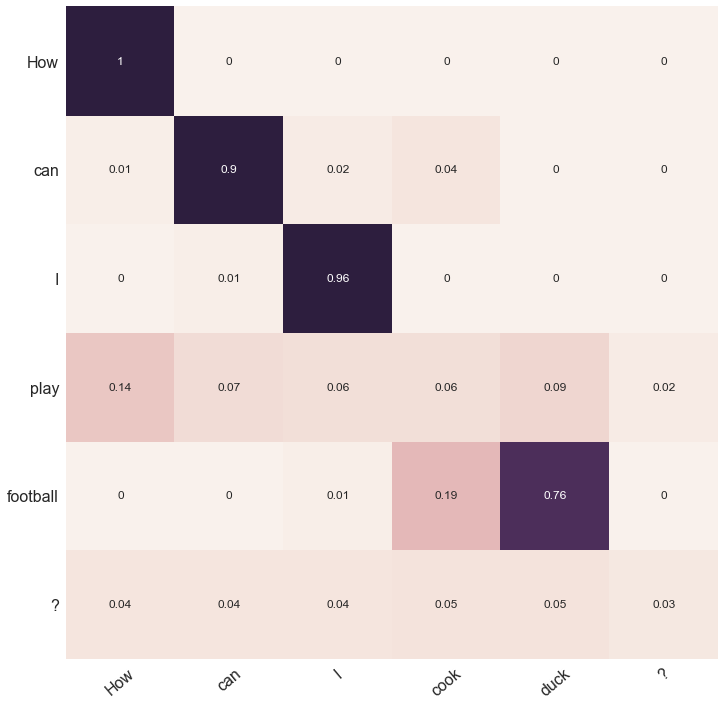 How 1 0 0 0 0 0
can 0.01 0.9 0.02 0.04 0 0
I 0 0.01 0.96 0 0 0
play 0.14 0.07 0.06 0.06 0.09 0.02
football 0 0 0.01 0.19 0.76 0
? 0.04 0.04 0.04 0.05 0.05 0.03
How can I cook duck ?